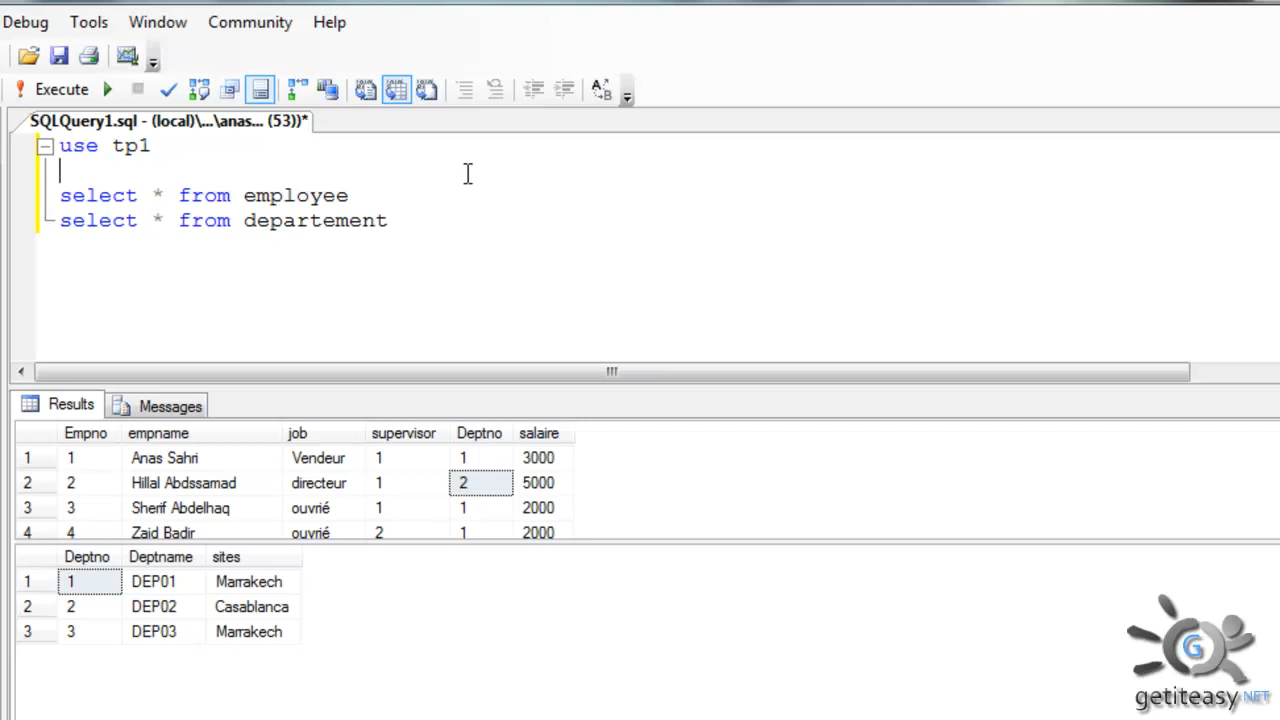 Debug Tools Window Community Help
Execute
SQLQuery1.sql - (local)\...\anas... (53))*
use tp1
select * from employee
select * from departement
Results Messages
Empno empname job supervisor Deptno salaire
1 1 Anas Sahri Vendeur 1 1 3000
2 2 Hillal Abdssamad directeur 1 2 5000
3 3 Sherif Abdelhaq ouvrié 1 1 2000
4 4 Zaid Badir ouvrié 2 1 2000
Deptno Deptname sites
1 1 DEP01 Marrakech
2 2 DEP02 Casablanca
3 3 DEP03 Marrakech
G
getiteasy.NET